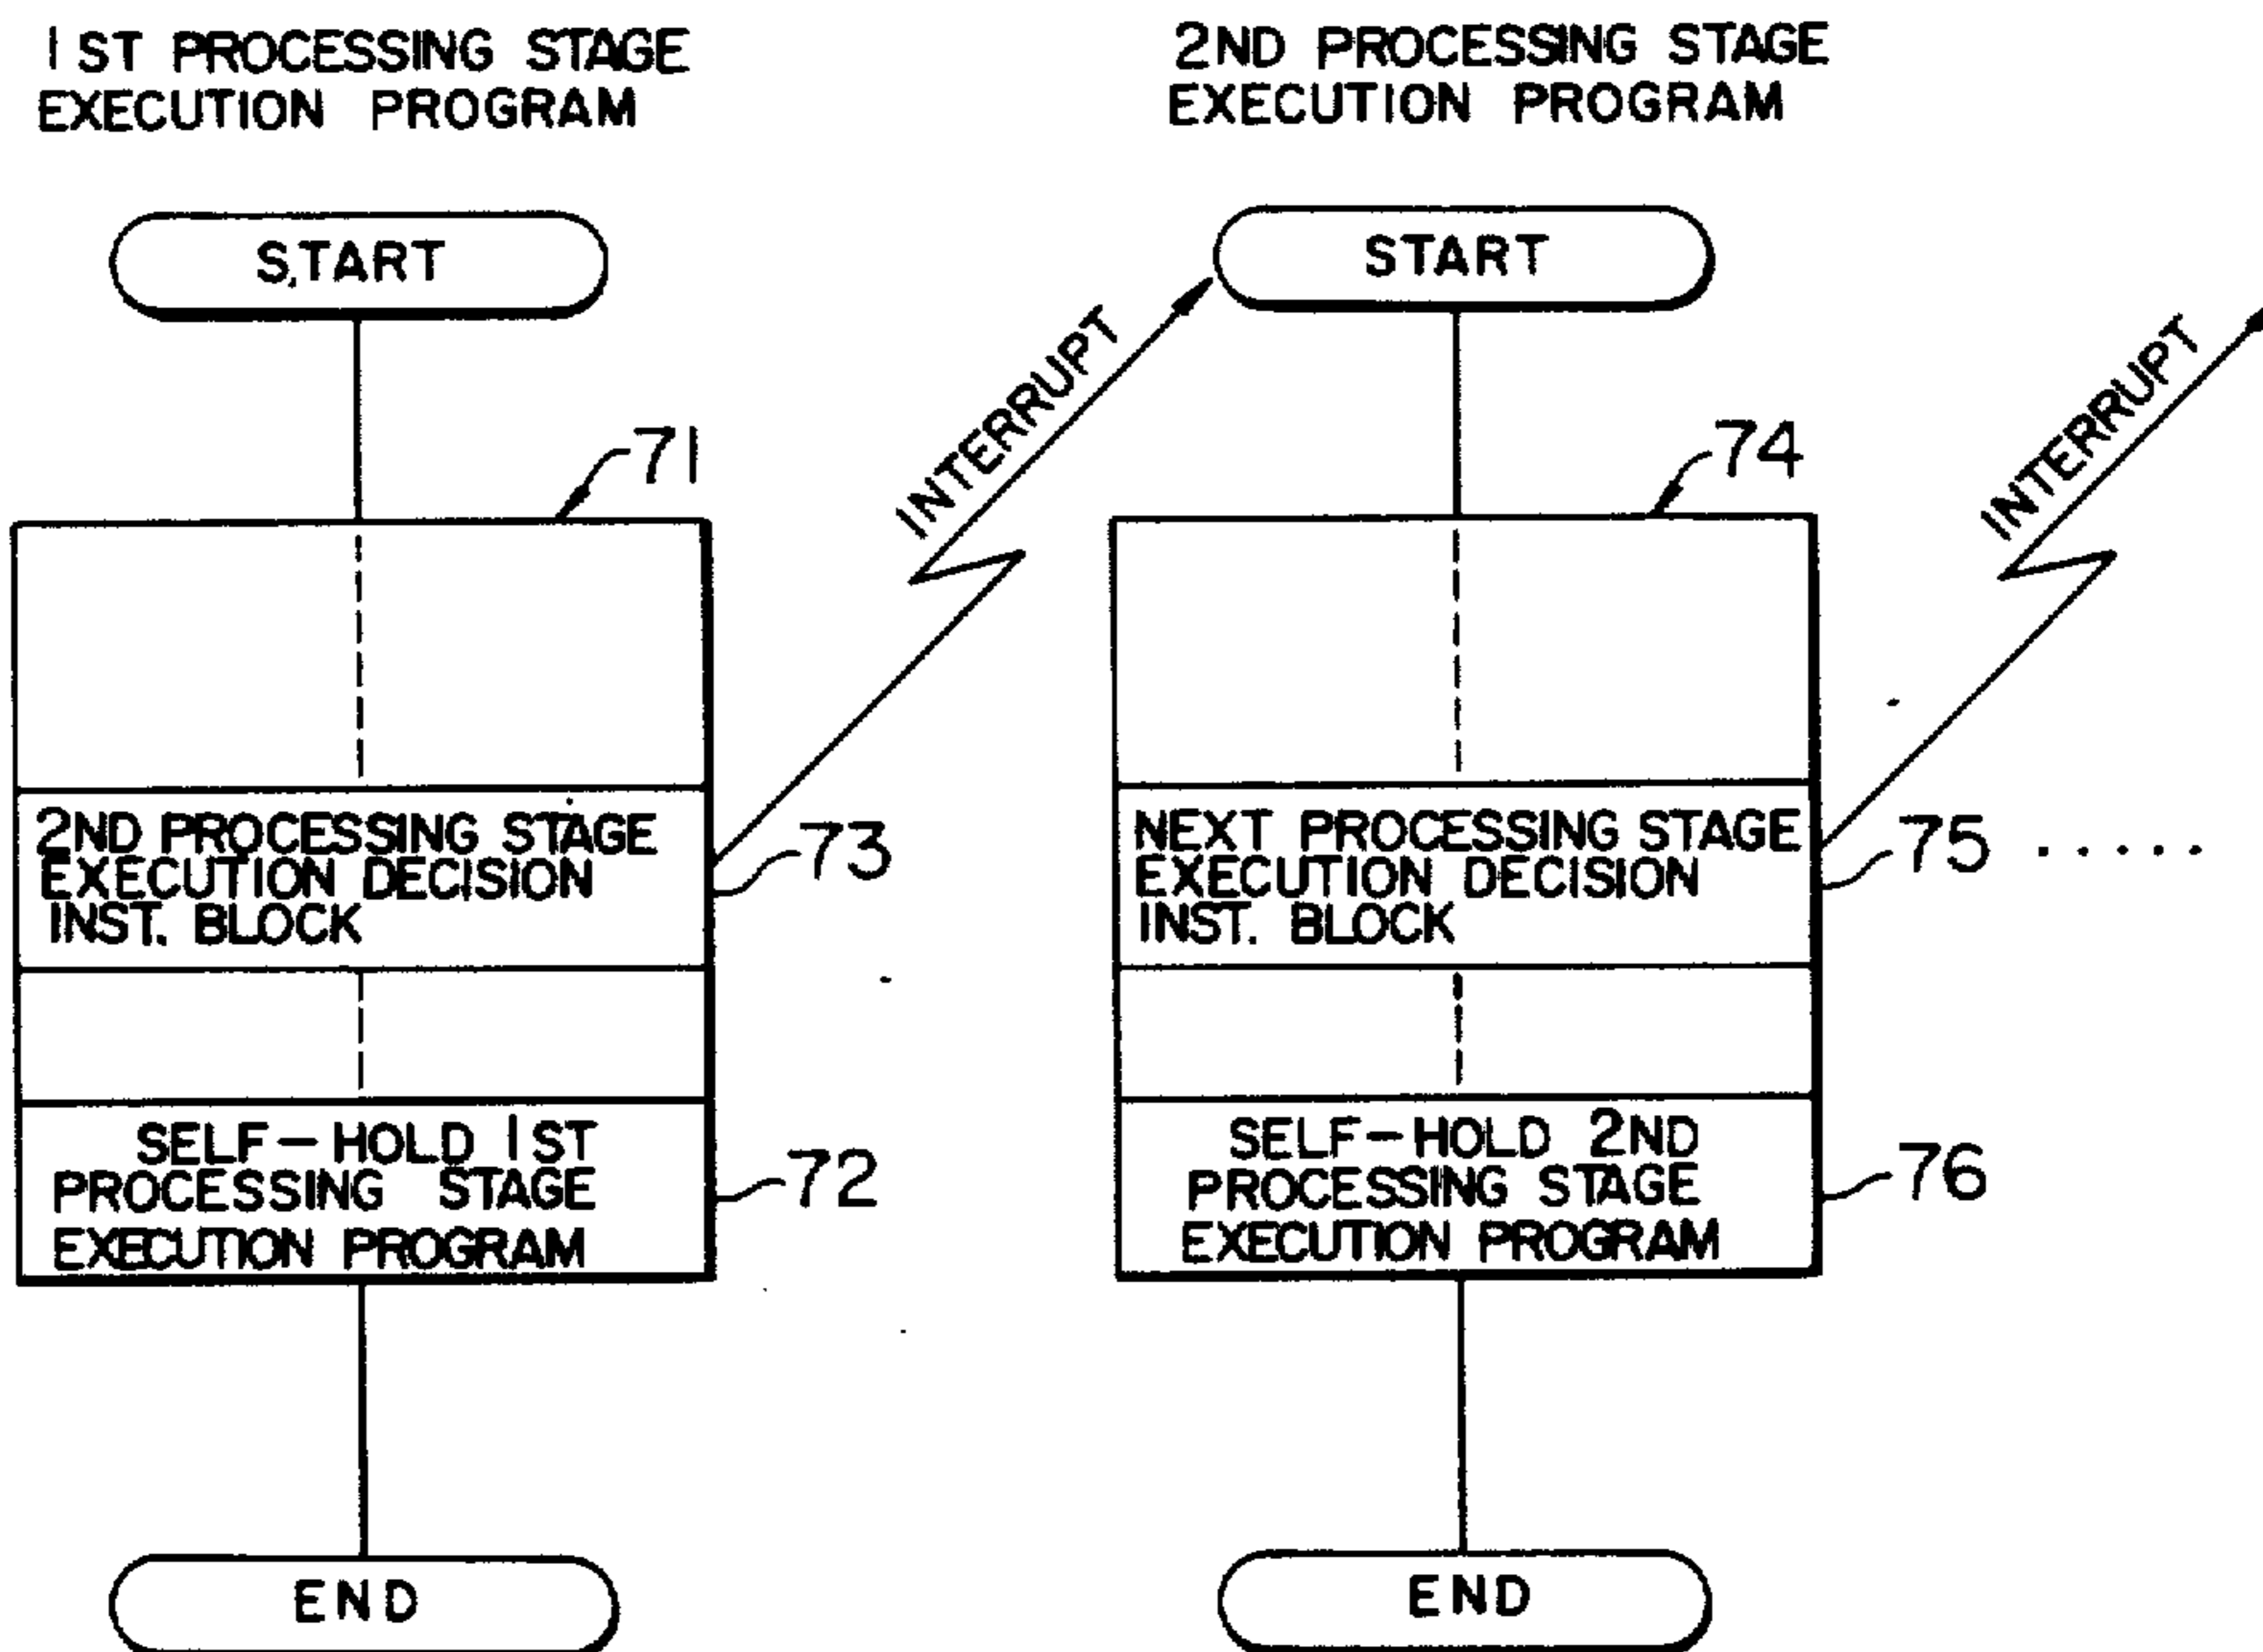 1ST PROCESSING STAGE
EXECUTION PROGRAM
START
71
2ND PROCESSING STAGE
EXECUTION DECISION
INST. BLOCK
73
SELF-HOLD 1ST
PROCESSING STAGE
EXECUTION PROGRAM
72
END
INTERRUPT
2ND PROCESSING STAGE
EXECUTION PROGRAM
START
74
NEXT PROCESSING STAGE
EXECUTION DECISION
INST. BLOCK
75 .....
SELF-HOLD 2ND
PROCESSING STAGE
EXECUTION PROGRAM
76
END
INTERRUPT